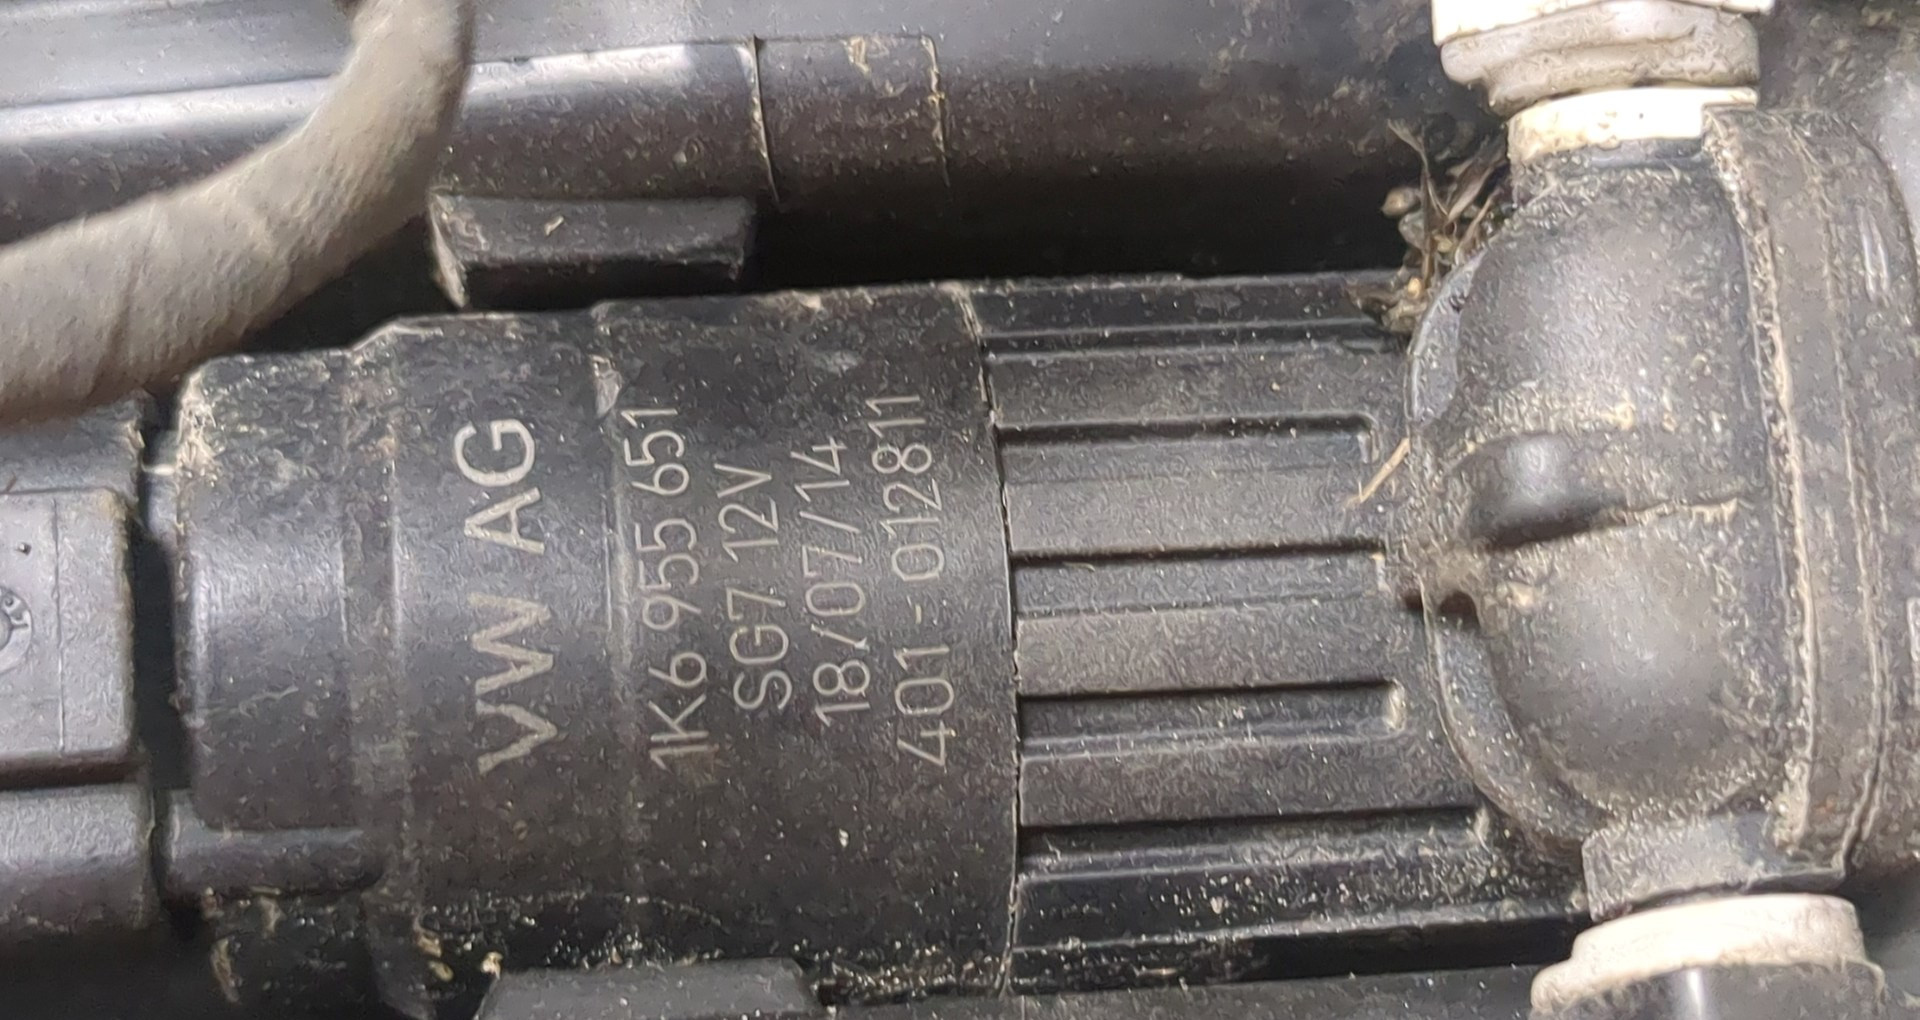 VW AG
1K6 955 651
SG7 12V
18/07/14
401-012811